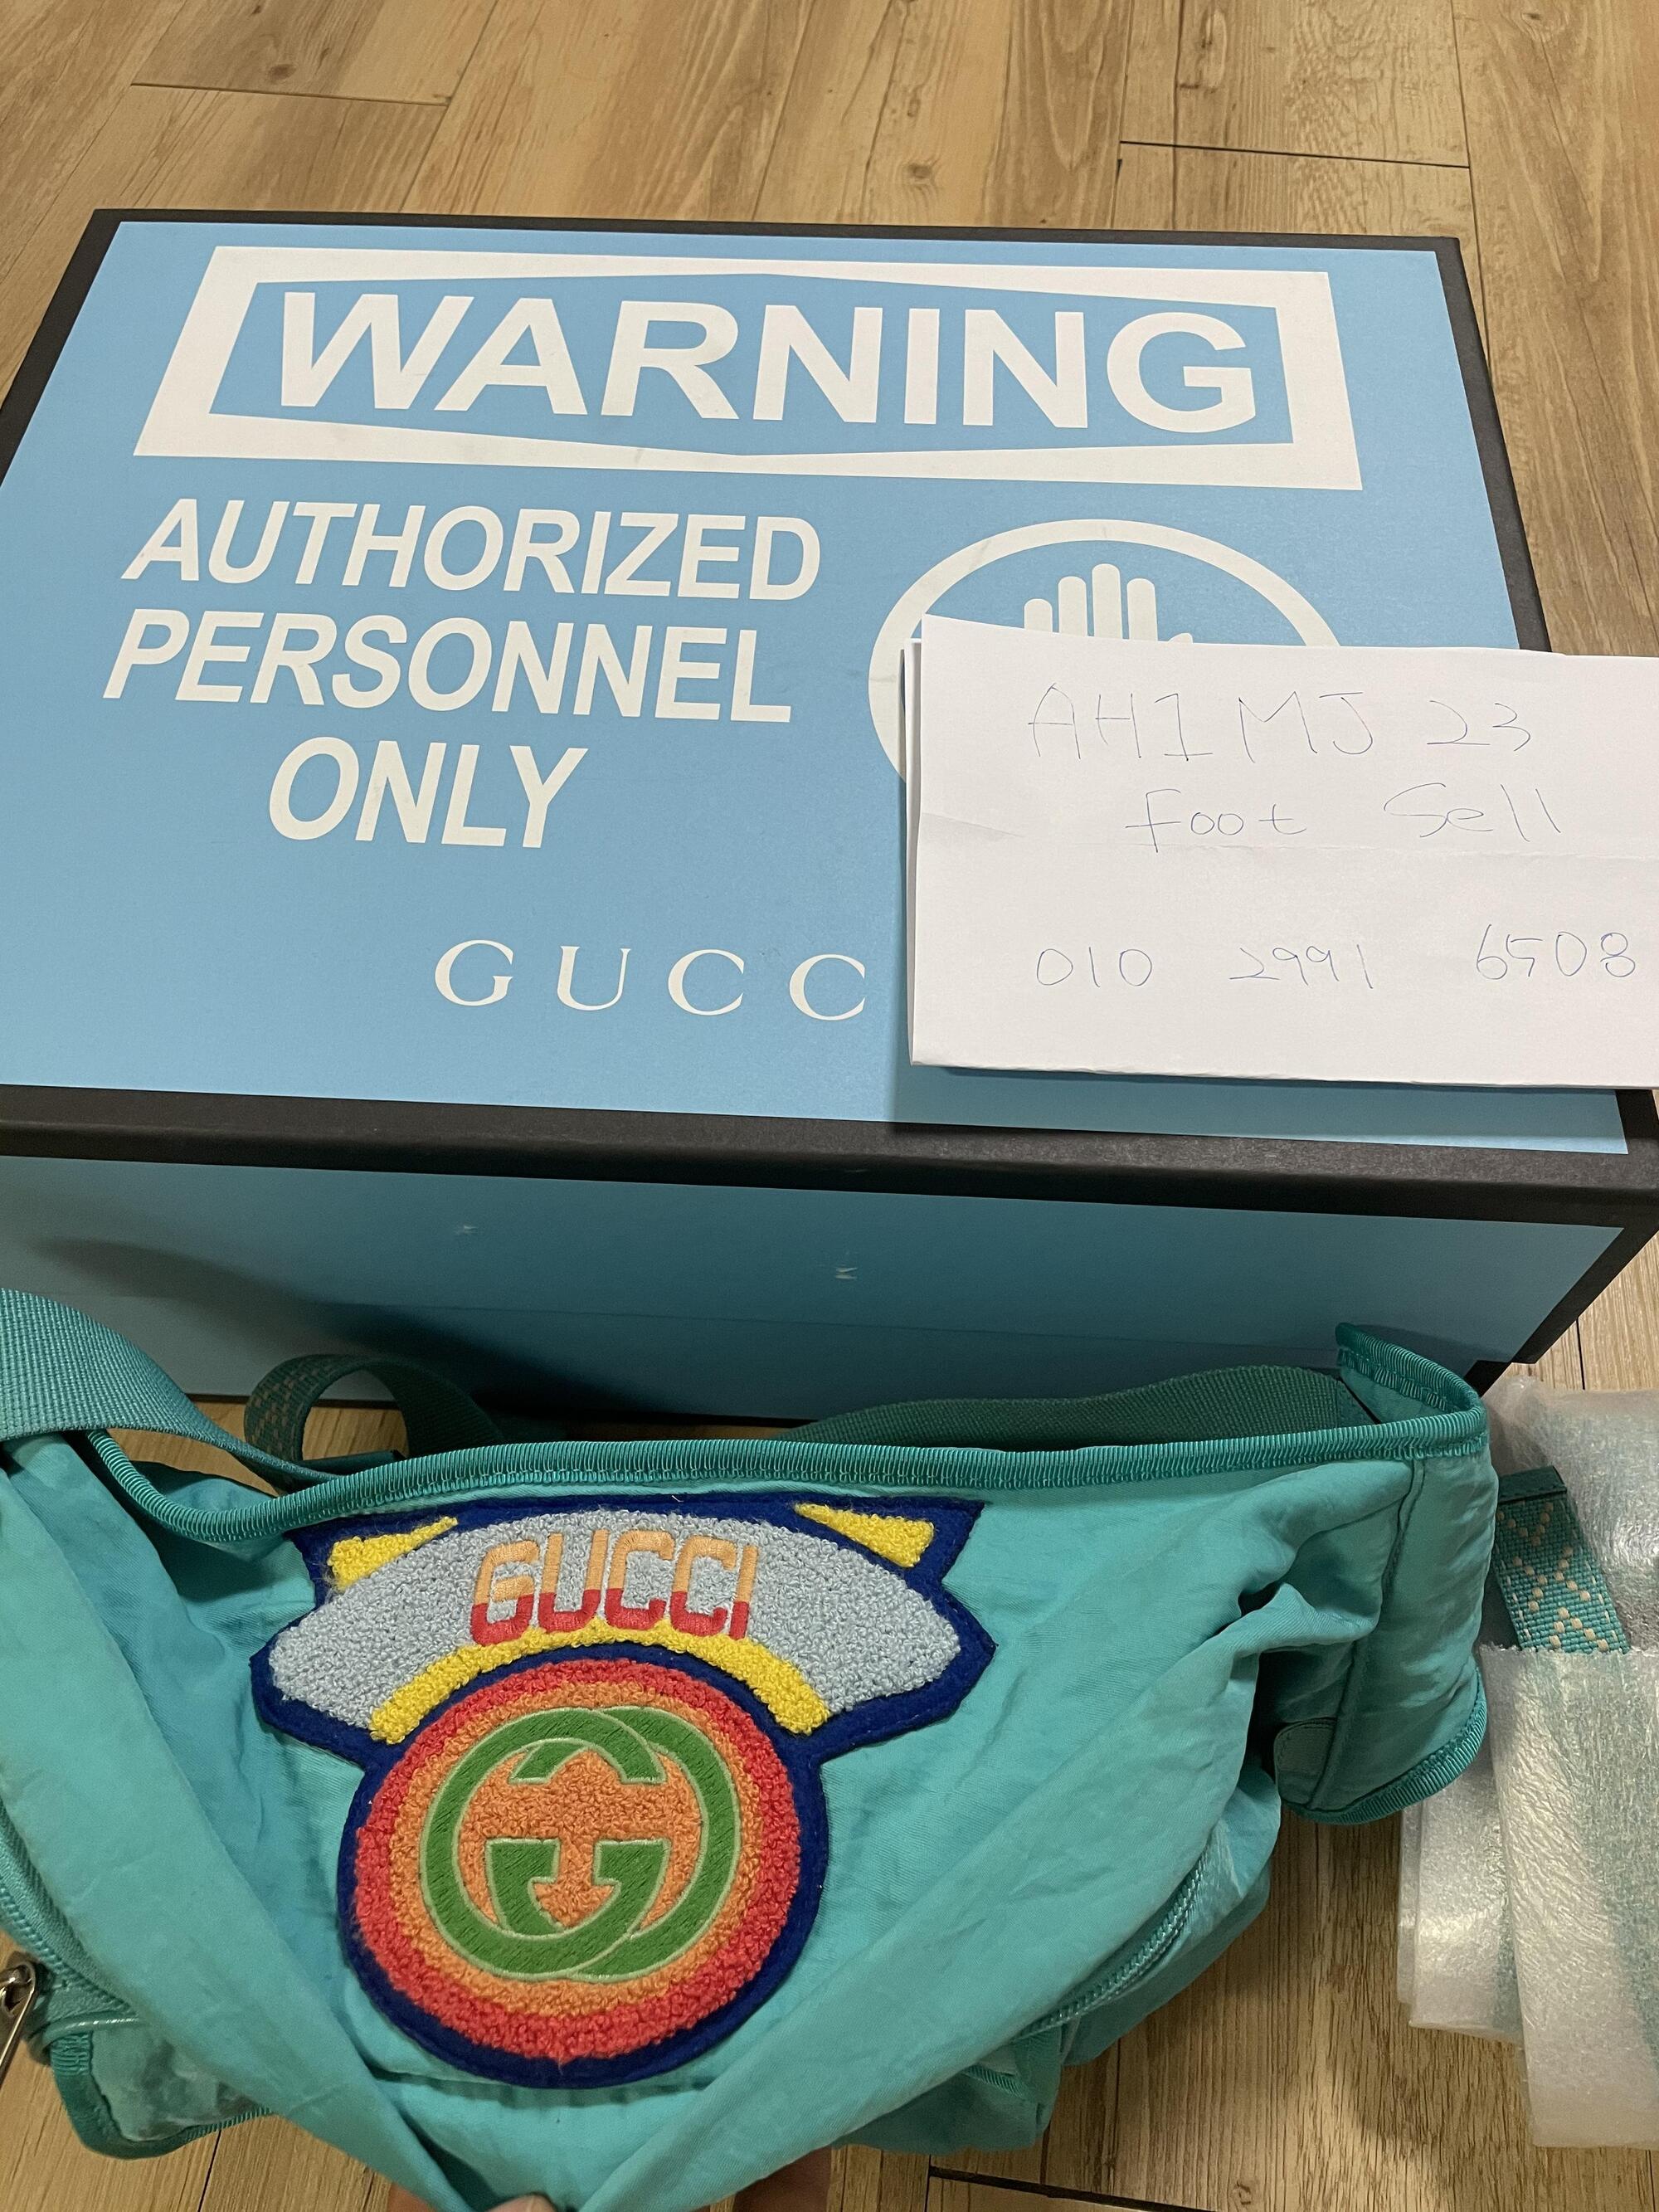 WARNING
AUTHORIZED
PERSONNEL
ONLY
GUCC
AH1MJ 23
Foot Sell
010 2991 6508
GUCCI